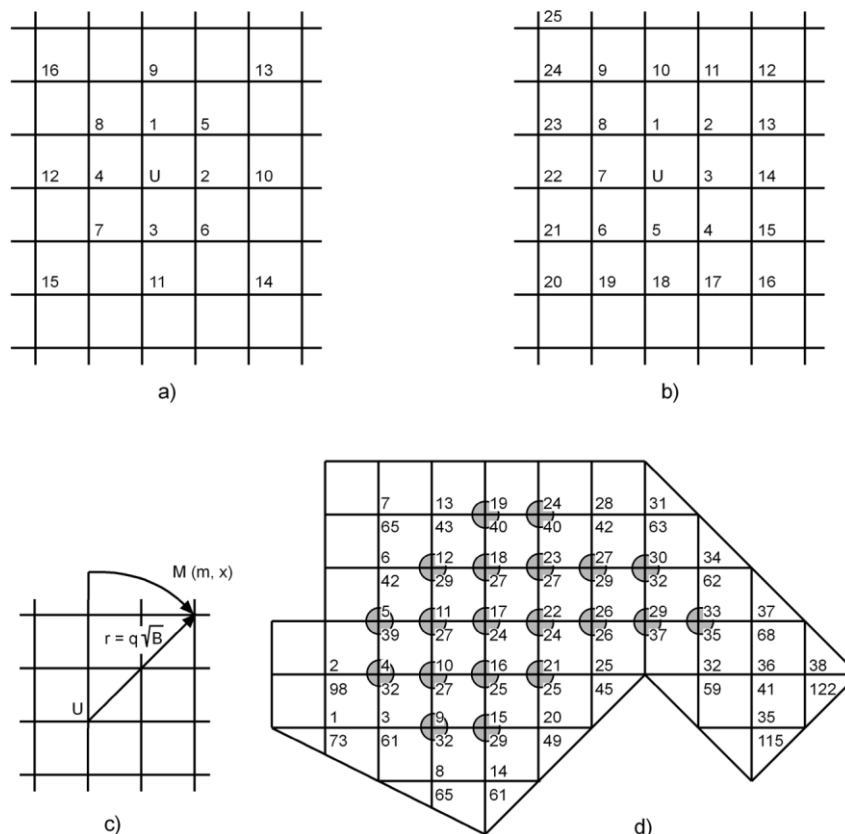 16 9 13
8 1 5
12 4 U 2 10
7 3 6
15 11 14
a)
25
24 9 10 11 12
23 8 1 2 13
22 7 U 3 14
21 6 5 4 15
20 19 18 17 16
b)
M (m, x)
r = q√B
U
c)
7 13 19 24 28 31
65 43 40 40 42 63
6 12 18 23 27 30 34
42 29 27 27 29 32 62
5 11 17 22 26 29 33 37
39 27 24 24 26 37 35 68
2 4 10 16 21 25 32 36 38
98 32 27 25 25 45 59 41 122
1 3 9 15 20 35
73 61 32 29 49 115
8 14
65 61
d)